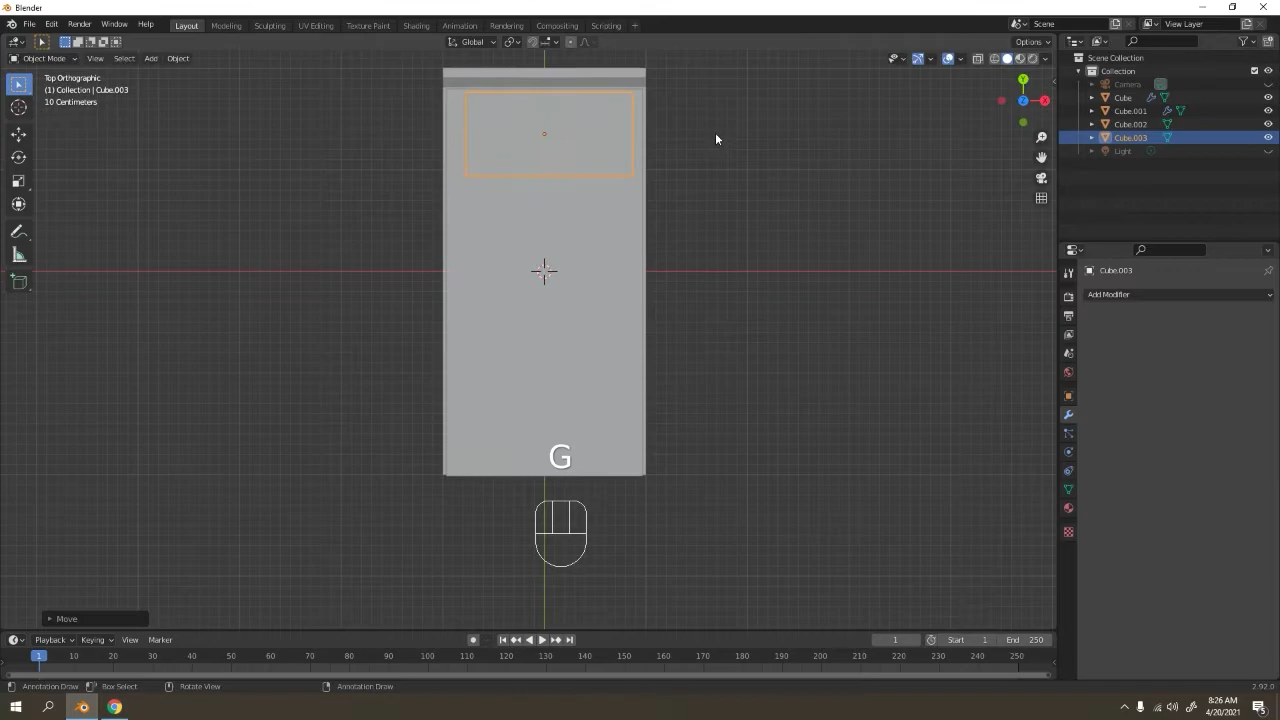 Blender
File Edit Render Window Help
Layout Modeling Sculpting UV Editing Texture Paint Shading Animation Rendering Compositing Scripting +
Scene
View Layer
Global
Options
Object Mode View Select Add Object
Top Orthographic
(1) Collection | Cube.003
10 Centimeters
Y
Z
X
G
Move
Scene Collection
Collection
Camera
Cube
Cube.001
Cube.002
Cube.003
Light
Cube.003
Add Modifier
Playback Keying View Marker
1
Start 1
End 250
1 10 20 30 40 50 60 70 80 90 100 110 120 130 140 150 160 170 180 190 200 210 220 230 240 250
Annotation Draw Box Select Rotate View Annotation Draw
2.92.0
8:26 AM
4/20/2021
5